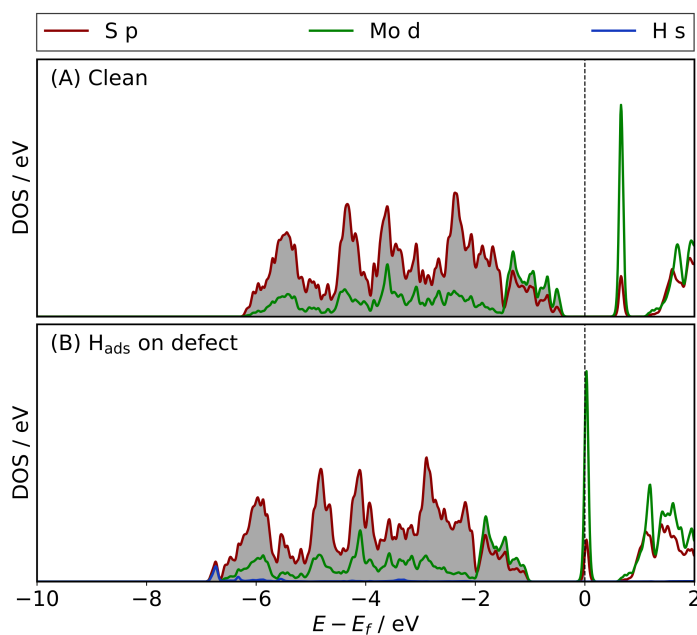 S p Mo d H s
(A) Clean
DOS / eV
(B) H_ads on defect
DOS / eV
−10 −8 −6 −4 −2 0 2
E − E_f / eV